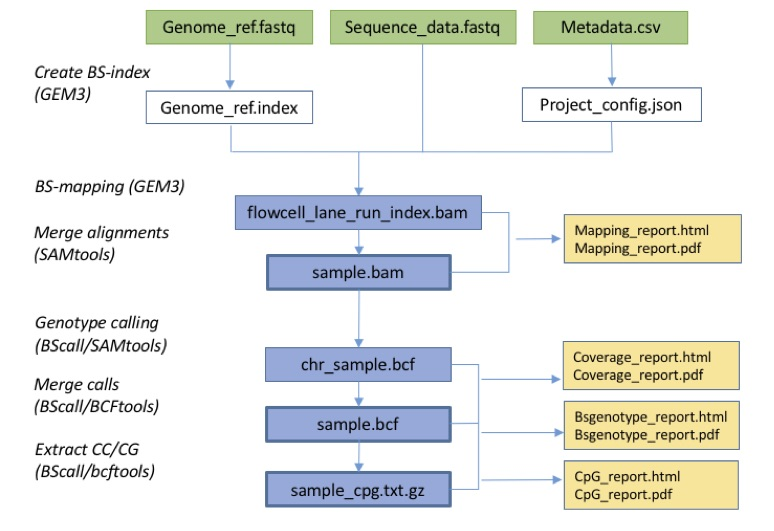 Genome_ref.fastq
Sequence_data.fastq
Metadata.csv
Create BS-index
(GEM3)
Genome_ref.index
Project_config.json
BS-mapping (GEM3)
flowcell_lane_run_index.bam
Merge alignments
(SAMtools)
Mapping_report.html
Mapping_report.pdf
sample.bam
Genotype calling
(BScall/SAMtools)
chr_sample.bcf
Coverage_report.html
Coverage_report.pdf
Merge calls
(BScall/BCFtools)
sample.bcf
Bsgenotype_report.html
Bsgenotype_report.pdf
Extract CC/CG
(BScall/bcftools)
sample_cpg.txt.gz
CpG_report.html
CpG_report.pdf